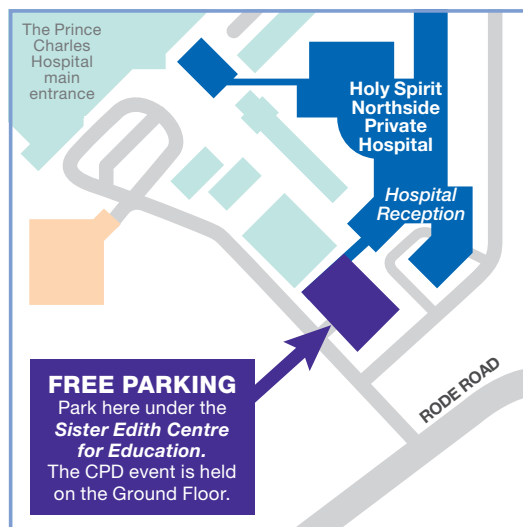 The Prince
Charles
Hospital
main
entrance
Holy Spirit
Northside
Private
Hospital
Hospital
Reception
FREE PARKING
Park here under the
Sister Edith Centre
for Education.
The CPD event is held
on the Ground Floor.
RODE ROAD